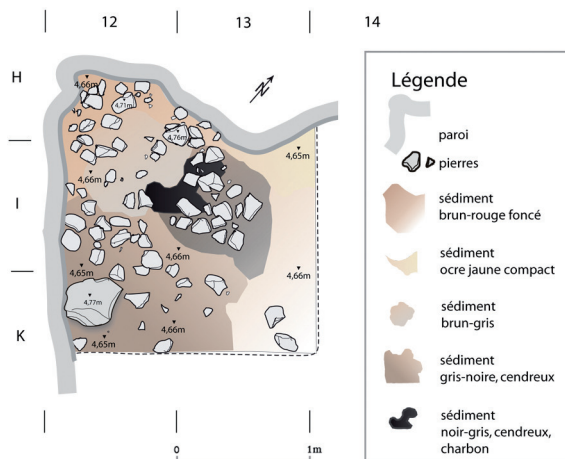 12
13
14
H
I
K
4,66m
4,71m
4,76m
4,65m
4,66m
4,66m
4,65m
4,66m
4,77m
4,66m
4,65m
N
0
1m
Légende
paroi
pierres
sédiment
brun-rouge foncé
sédiment
ocre jaune compact
sédiment
brun-gris
sédiment
gris-noire, cendreux
sédiment
noir-gris, cendreux,
charbon